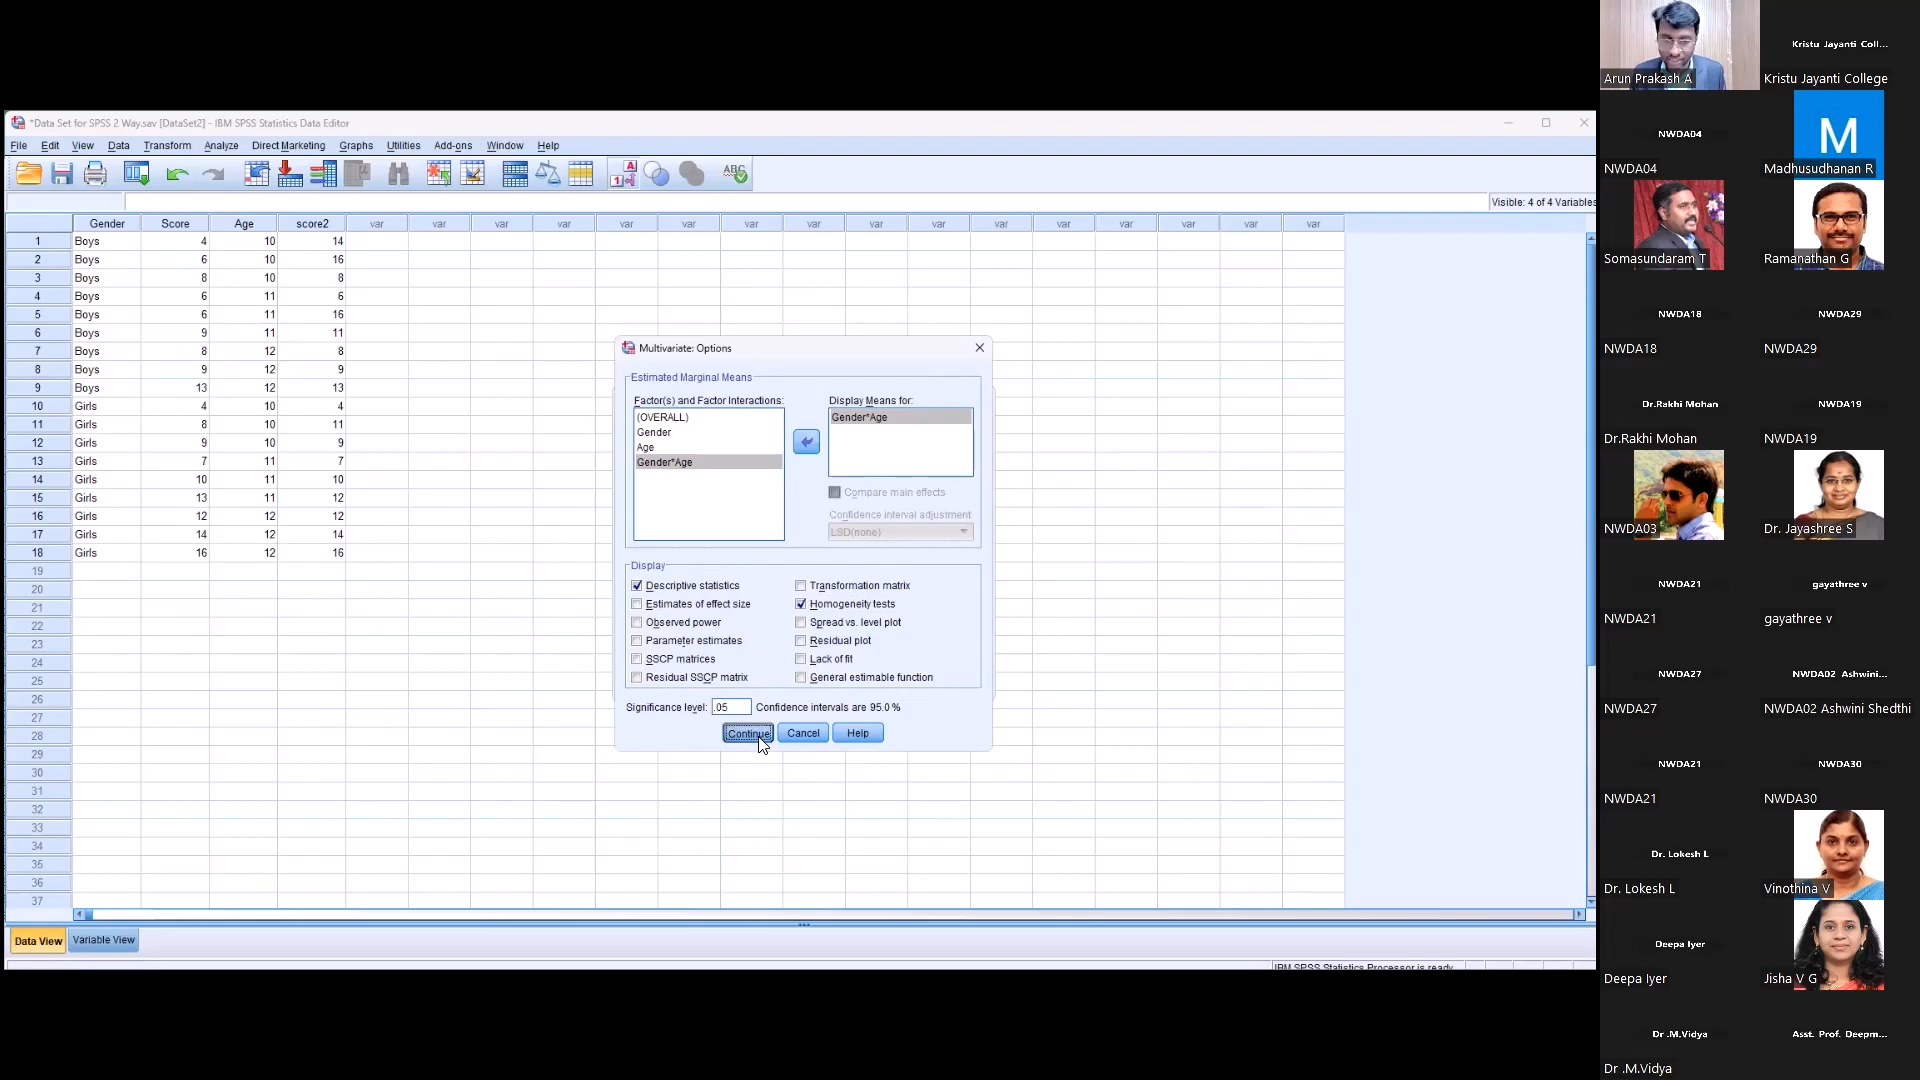 *Data Set for SPSS 2 Way.sav [DataSet2] - IBM SPSS Statistics Data Editor
File Edit View Data Transform Analyze Direct Marketing Graphs Utilities Add-ons Window Help
Visible: 4 of 4 Variables
Gender Score Age score2 var var var var var var var var var var var var var var var var
1 Boys 4 10 14
2 Boys 6 10 16
3 Boys 8 10 8
4 Boys 6 11 6
5 Boys 6 11 16
6 Boys 9 11 11
7 Boys 8 12 8
8 Boys 9 12 9
9 Boys 13 12 13
10 Girls 4 10 4
11 Girls 8 10 11
12 Girls 9 10 9
13 Girls 7 11 7
14 Girls 10 11 10
15 Girls 13 11 12
16 Girls 12 12 12
17 Girls 14 12 14
18 Girls 16 12 16
19
20
21
22
23
24
25
26
27
28
29
30
31
32
33
34
35
36
37
Multivariate: Options
Estimated Marginal Means
Factor(s) and Factor Interactions:
(OVERALL)
Gender
Age
Gender*Age
Display Means for:
Gender*Age
Compare main effects
Confidence interval adjustment
LSD(none)
Display
Descriptive statistics
Estimates of effect size
Observed power
Parameter estimates
SSCP matrices
Residual SSCP matrix
Transformation matrix
Homogeneity tests
Spread vs. level plot
Residual plot
Lack of fit
General estimable function
Significance level: .05 Confidence intervals are 95.0 %
Continue Cancel Help
Data View Variable View
IBM SPSS Statistics Processor is ready
Arun Prakash A
Kristu Jayanti Coll...
Kristu Jayanti College
NWDA04
NWDA04
M
Madhusudhanan R
Somasundaram T
Ramanathan G
NWDA18
NWDA18
NWDA29
NWDA29
Dr.Rakhi Mohan
Dr.Rakhi Mohan
NWDA19
NWDA19
NWDA03
Dr. Jayashree S
NWDA21
NWDA21
gayathree v
gayathree v
NWDA27
NWDA27
NWDA02 Ashwini...
NWDA02 Ashwini Shedthi
NWDA21
NWDA21
NWDA30
NWDA30
Dr. Lokesh L
Dr. Lokesh L
Vinothina V
Deepa Iyer
Deepa Iyer
Jisha V G
Dr .M.Vidya
Dr .M.Vidya
Asst. Prof. Deepm...